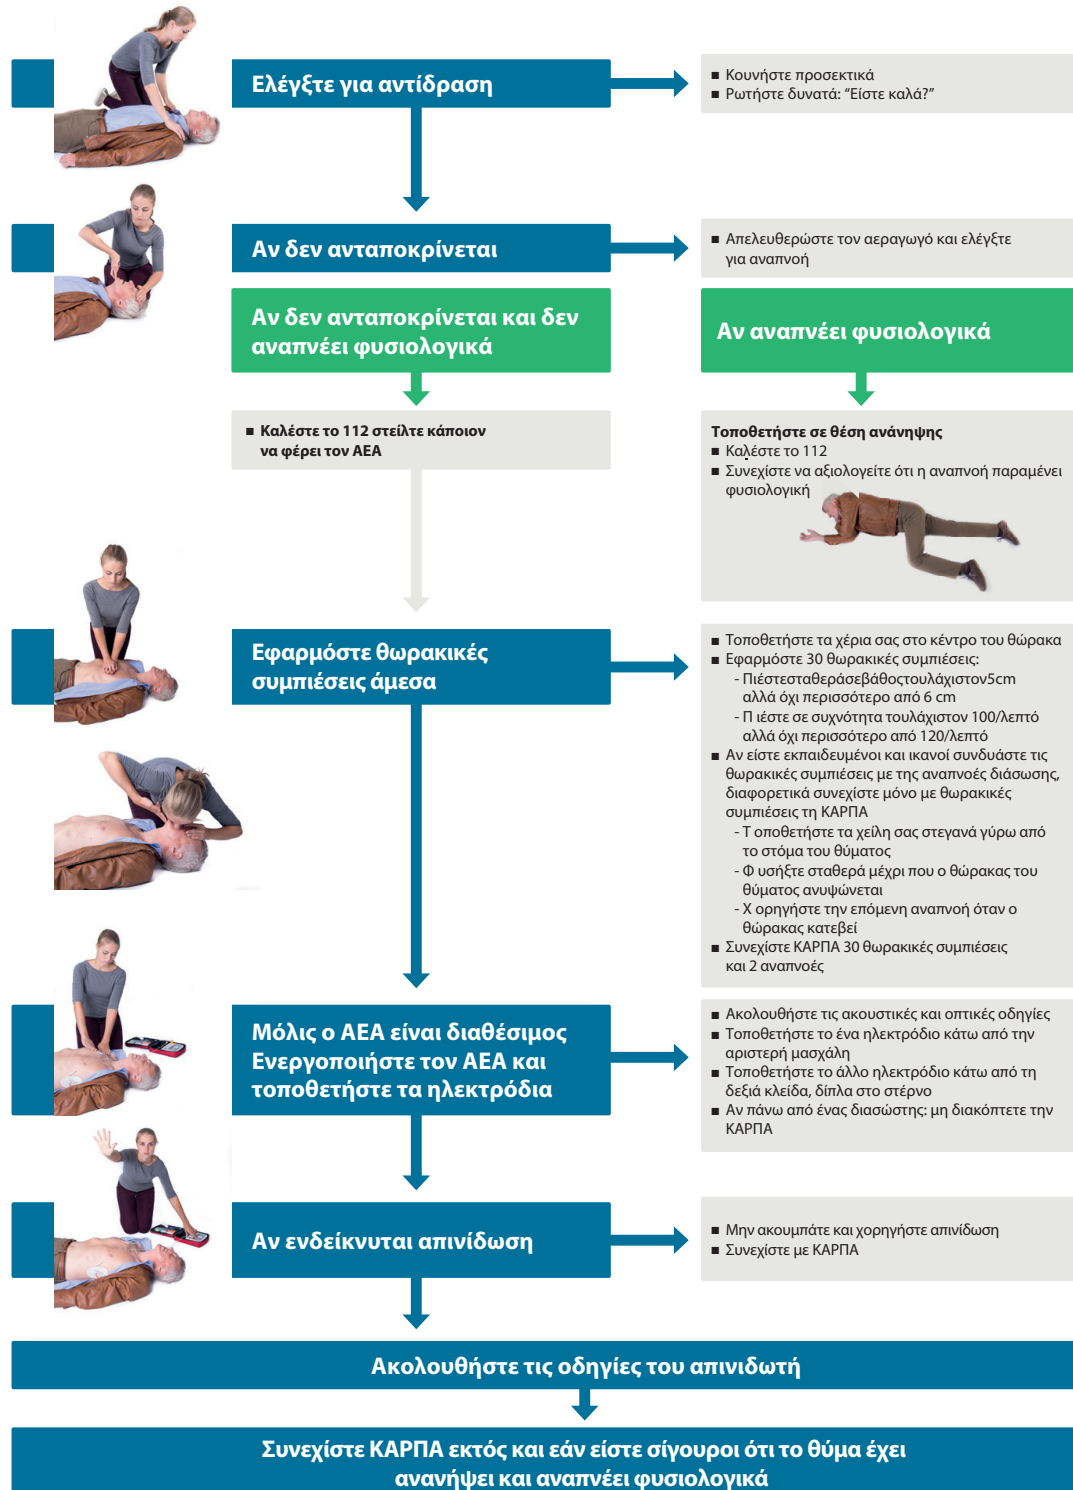 Ελέγξτε για αντίδραση
■ Κουνήστε προσεκτικά
■ Ρωτήστε δυνατά: “Είστε καλά?”
Αν δεν ανταποκρίνεται
■ Απελευθερώστε τον αεραγωγό και ελέγξτε
για αναπνοή
Αν δεν ανταποκρίνεται και δεν
αναπνέει φυσιολογικά
Αν αναπνέει φυσιολογικά
■ Καλέστε το 112 στείλτε κάποιον
να φέρει τον ΑΕΑ
Τοποθετήστε σε θέση ανάνηψης
■ Καλέστε το 112
■ Συνεχίστε να αξιολογείτε ότι η αναπνοή παραμένει
φυσιολογική
Εφαρμόστε θωρακικές
συμπιέσεις άμεσα
■ Τοποθετήστε τα χέρια σας στο κέντρο του θώρακα
■ Εφαρμόστε 30 θωρακικές συμπιέσεις:
- Πιέστεσταθεράσεβάθοςτουλάχιστον5cm
αλλά όχι περισσότερο από 6 cm
- Π ιέστε σε συχνότητα τουλάχιστον 100/λεπτό
αλλά όχι περισσότερο από 120/λεπτό
■ Αν είστε εκπαιδευμένοι και ικανοί συνδυάστε τις
θωρακικές συμπιέσεις με της αναπνοές διάσωσης,
διαφορετικά συνεχίστε μόνο με θωρακικές
συμπιέσεις τη ΚΑΡΠΑ
- Τ οποθετήστε τα χείλη σας στεγανά γύρω από
το στόμα του θύματος
- Φ υσήξτε σταθερά μέχρι που ο θώρακας του
θύματος ανυψώνεται
- Χ ορηγήστε την επόμενη αναπνοή όταν ο
θώρακας κατεβεί
■ Συνεχίστε ΚΑΡΠΑ 30 θωρακικές συμπιέσεις
και 2 αναπνοές
Μόλις ο ΑΕΑ είναι διαθέσιμος
Ενεργοποιήστε τον ΑΕΑ και
τοποθετήστε τα ηλεκτρόδια
■ Ακολουθήστε τις ακουστικές και οπτικές οδηγίες
■ Τοποθετήστε το ένα ηλεκτρόδιο κάτω από την
αριστερή μασχάλη
■ Τοποθετήστε το άλλο ηλεκτρόδιο κάτω από τη
δεξιά κλείδα, δίπλα στο στέρνο
■ Αν πάνω από ένας διασώστης: μη διακόπτετε την
ΚΑΡΠΑ
Αν ενδείκνυται απινίδωση
■ Μην ακουμπάτε και χορηγήστε απινίδωση
■ Συνεχίστε με ΚΑΡΠΑ
Ακολουθήστε τις οδηγίες του απινιδωτή
Συνεχίστε ΚΑΡΠΑ εκτός και εάν είστε σίγουροι ότι το θύμα έχει
ανανήψει και αναπνέει φυσιολογικά